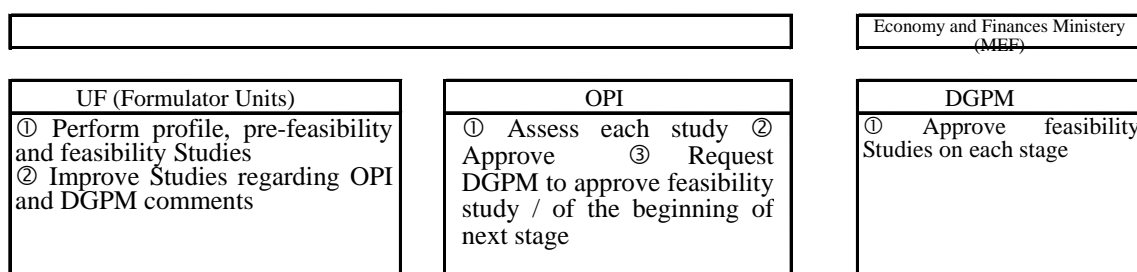 Economy and Finances Ministery
(MEF)
UF (Formulator Units)
① Perform profile, pre-feasibility
and feasibility Studies
② Improve Studies regarding OPI
and DGPM comments
OPI
① Assess each study ②
Approve ③ Request
DGPM to approve feasibility
study / of the beginning of
next stage
DGPM
① Approve feasibility
Studies on each stage